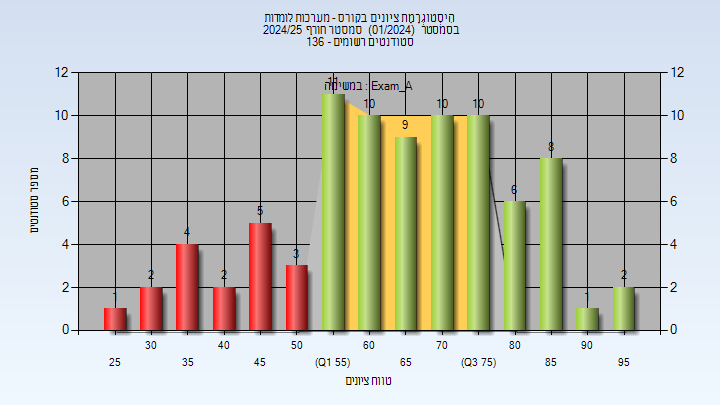 היסטוגרמת ציונים בקורס - מערכות לומדות
בסמסטר (01/2024) סמסטר חורף 2024/25
סטודנטים רשומים - 136
במשימה : Exam_A
12 12
10 10
8 8
6 6
4 4
2 2
0 0
1 2 4 2 5 3 11 10 9 10 10 6 8 1 2
מספר סטודנטים
30 40 50 60 70 80 90
25 35 45 (Q1 55) 65 (Q3 75) 85 95
טווח ציונים